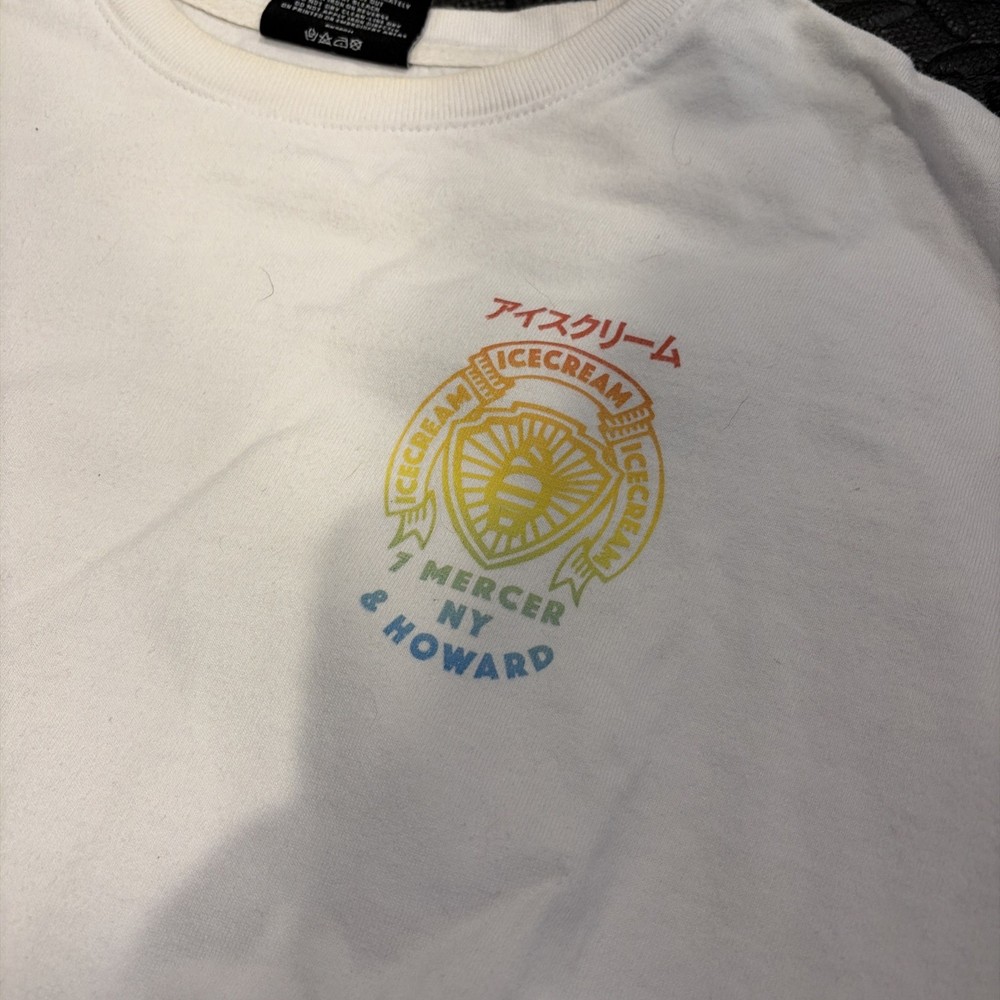 アイスクリーム
ICECREAM
ICECREAM
ICECREAM
7 MERCER
NY
& HOWARD